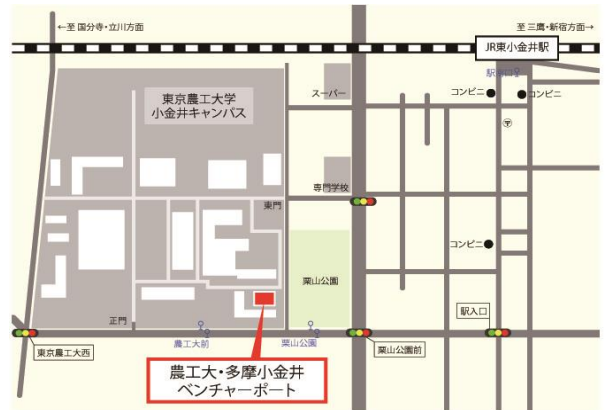 ←至 国分寺・立川方面
至 三鷹・新宿方面→
JR東小金井駅
駅南口
コンビニ
コンビニ
〒
スーパー
東京農工大学
小金井キャンパス
専門学校
東門
コンビニ
栗山公園
駅入口
正門
農工大前
栗山公園
東京農工大西
栗山公園前
農工大・多摩小金井
ベンチャーポート